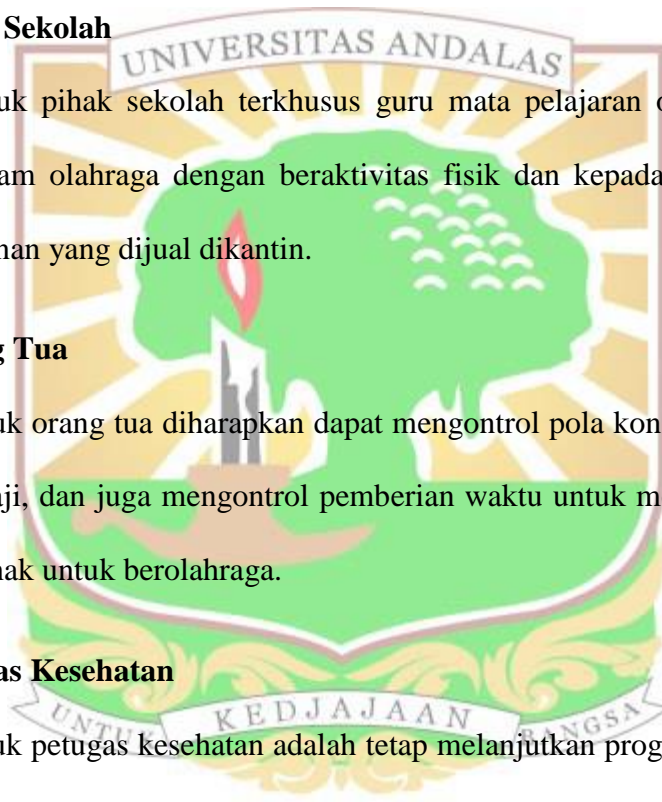 Sekolah
UNIVERSITAS ANDALAS
uk pihak sekolah terkhusus guru mata pelajaran o
am olahraga dengan beraktivitas fisik dan kepada
nan yang dijual dikantin.
g Tua
uk orang tua diharapkan dapat mengontrol pola kon
ji, dan juga mengontrol pemberian waktu untuk m
nak untuk berolahraga.
as Kesehatan
UNTUK KEDJAJAAN BANGSA
uk petugas kesehatan adalah tetap melanjutkan prog